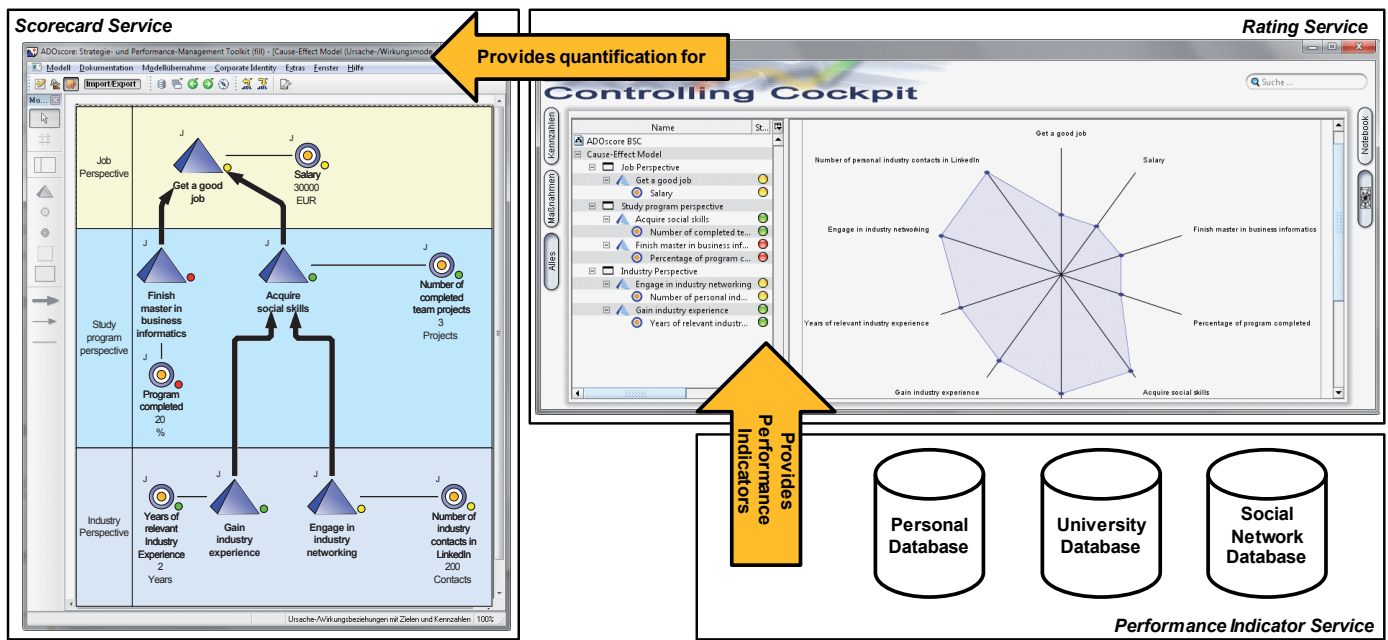 Scorecard Service
ADOscore: Strategie- und Performance-Management Toolkit (fill) - [Cause-Effect Model (Ursache-/Wirkungsmode
Modell Dokumentation Modellübernahme Corporate Identity Extras Fenster Hilfe
Import/Export
Mo...
Job
Perspective
J
Get a good
job
J
Salary
30000
EUR
Study
program
perspective
J
Finish
master in
business
informatics
J
Acquire
social skills
J
Number of
completed
team projects
3
Projects
J
Program
completed
20
%
Industry
Perspective
J
Years of
relevant
Industry
Experience
2
Years
J
Gain
industry
experience
J
Engage in
industry
networking
J
Number of
industry
contacts in
LinkedIn
200
Contacts
Ursache-/Wirkungsbeziehungen mit Zielen und Kennzahlen 100%
Provides quantification for
Rating Service
Controlling Cockpit
Suche ...
Kennzahlen
Maßnahmen
Alles
Notebook
Name St...
ADOscore BSC
Cause-Effect Model
Job Perspective
Get a good job
Salary
Study program perspective
Acquire social skills
Number of completed te...
Finish master in business inf...
Percentage of program c...
Industry Perspective
Engage in industry networking
Number of personal ind...
Gain industry experience
Years of relevant industr...
Get a good job
Number of personal industry contacts in LinkedIn
Salary
Engage in industry networking
Finish master in business informatics
Years of relevant industry experience
Percentage of program completed
Gain industry experience
Acquire social skills
Provides
Performance
Indicators
Personal
Database
University
Database
Social
Network
Database
Performance Indicator Service